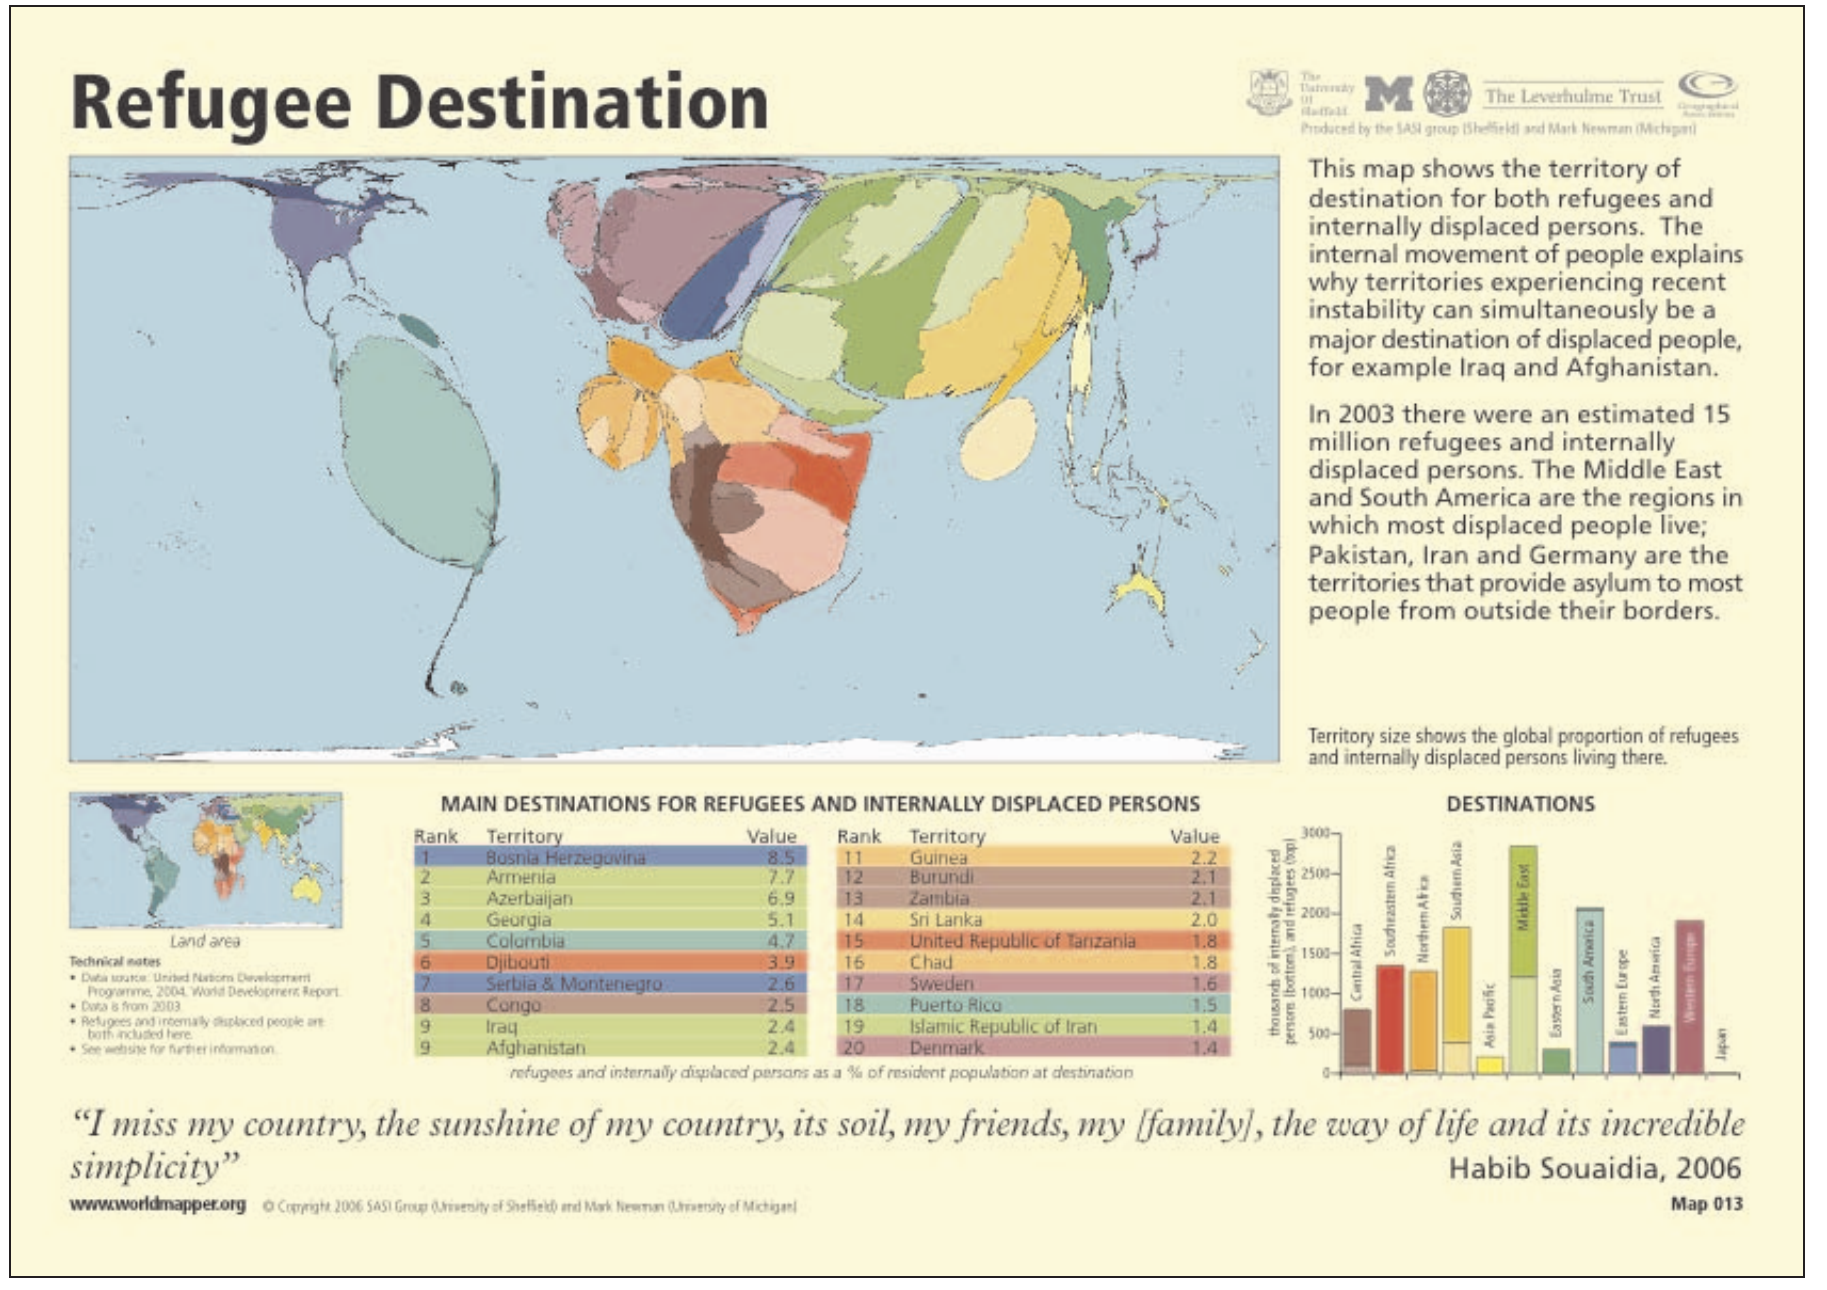 Refugee Destination
The
University
Of
Sheffield.
M
The Leverhulme Trust
Geographical
Association
Produced by the SASI group (Sheffield) and Mark Newman (Michigan)
This map shows the territory of
destination for both refugees and
internally displaced persons. The
internal movement of people explains
why territories experiencing recent
instability can simultaneously be a
major destination of displaced people,
for example Iraq and Afghanistan.
In 2003 there were an estimated 15
million refugees and internally
displaced persons. The Middle East
and South America are the regions in
which most displaced people live;
Pakistan, Iran and Germany are the
territories that provide asylum to most
people from outside their borders.
Territory size shows the global proportion of refugees
and internally displaced persons living there.
Land area
Technical notes
• Data source: United Nations Development
Programme, 2004, World Development Report.
• Data is from 2003.
• Refugees and internally displaced people are
both included here.
• See website for further information.
MAIN DESTINATIONS FOR REFUGEES AND INTERNALLY DISPLACED PERSONS
Rank Territory Value Rank Territory Value
1 Bosnia Herzegovina 8.5 11 Guinea 2.2
2 Armenia 7.7 12 Burundi 2.1
3 Azerbaijan 6.9 13 Zambia 2.1
4 Georgia 5.1 14 Sri Lanka 2.0
5 Colombia 4.7 15 United Republic of Tanzania 1.8
6 Djibouti 3.9 16 Chad 1.8
7 Serbia & Montenegro 2.6 17 Sweden 1.6
8 Congo 2.5 18 Puerto Rico 1.5
9 Iraq 2.4 19 Islamic Republic of Iran 1.4
9 Afghanistan 2.4 20 Denmark 1.4
refugees and internally displaced persons as a % of resident population at destination
DESTINATIONS
thousands of internally displaced
persons (bottom), and refugees (top)
3000
2500
2000
1500
1000
500
0
Central Africa
Southeastern Africa
Northern Africa
Southern Asia
Asia Pacific
Middle East
Eastern Asia
South America
Eastern Europe
North America
Western Europe
Japan
“I miss my country, the sunshine of my country, its soil, my friends, my [family], the way of life and its incredible
simplicity”
Habib Souaidia, 2006
www.worldmapper.org © Copyright 2006 SASI Group (University of Sheffield) and Mark Newman (University of Michigan)
Map 013